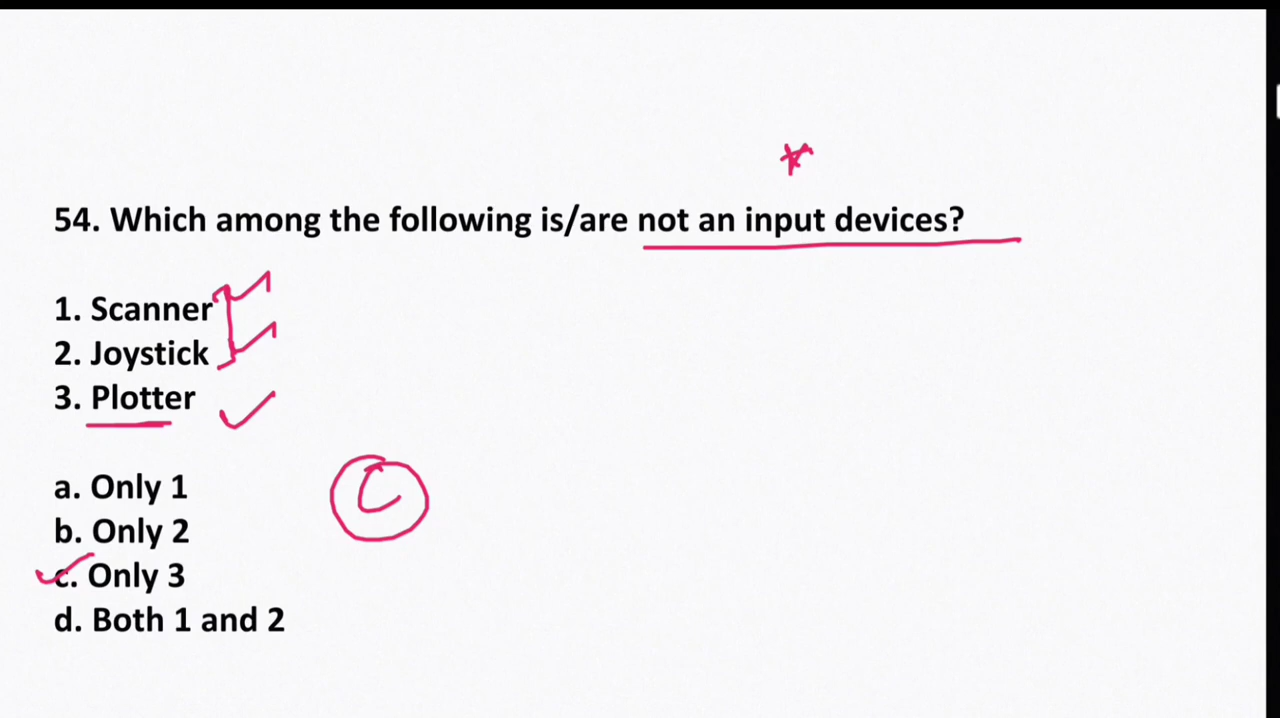 54. Which among the following is/are not an input devices?
1. Scanner
2. Joystick
3. Plotter
a. Only 1
C
b. Only 2
c. Only 3
d. Both 1 and 2